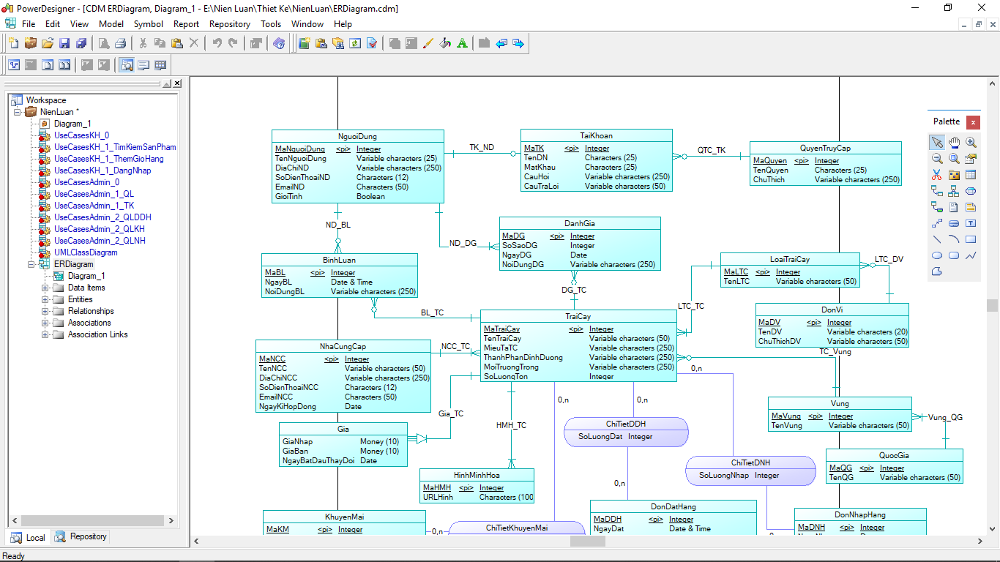 PowerDesigner - [CDM ERDiagram, Diagram_1 - E:\Nien Luan\Thiet Ke\NienLuan\ERDiagram.cdm]
File Edit View Model Symbol Report Repository Tools Window Help
Workspace
NienLuan *
Diagram_1
UseCasesKH_0
UseCasesKH_1_TimKiemSanPham
UseCasesKH_1_ThemGioHang
UseCasesKH_1_DangNhap
UseCasesAdmin_0
UseCasesAdmin_1_QL
UseCasesAdmin_1_TK
UseCasesAdmin_2_QLDDH
UseCasesAdmin_2_QLKH
UseCasesAdmin_2_QLNH
UMLClassDiagram
ERDiagram
Diagram_1
Data Items
Entities
Relationships
Associations
Association Links
Local Repository
Ready
NguoiDung
MaNguoiDung <pi> Integer
TenNguoiDung Variable characters (25)
DiaChiND Variable characters (250)
SoDienThoaiND Characters (12)
EmailND Characters (50)
GioiTinh Boolean
TK_ND
TaiKhoan
MaTK <pi> Integer
TenDN Characters (25)
MatKhau Characters (25)
CauHoi Variable characters (250)
CauTraLoi Variable characters (50)
QTC_TK
QuyenTruyCap
MaQuyen <pi> Integer
TenQuyen Characters (25)
ChuThich Variable characters (250)
Palette
ND_BL
ND_DG
DanhGia
MaDG <pi> Integer
SoSaoDG Integer
NgayDG Date
NoiDungDG Variable characters (250)
DG_TC
BinhLuan
MaBL <pi> Integer
NgayBL Date & Time
NoiDungBL Variable characters (250)
BL_TC
LoaiTraiCay
MaLTC <pi> Integer
TenLTC Variable characters (50)
LTC_DV
LTC_TC
DonVi
MaDV <pi> Integer
TenDV Variable characters (20)
ChuThichDV Variable characters (50)
TC_Vung
TraiCay
MaTraiCay <pi> Integer
TenTraiCay Variable characters (50)
MieuTaTC Variable characters (250)
ThanhPhanDinhDuong Variable characters (250)
MoiTruongTrong Variable characters (250)
SoLuongTon Integer
NhaCungCap
MaNCC <pi> Integer
TenNCC Variable characters (50)
DiaChiNCC Variable characters (250)
SoDienThoaiNCC Characters (12)
EmailNCC Characters (50)
NgayKiHopDong Date
NCC_TC
0,n
Gia_TC
HMH_TC
0,n
0,n
Gia
GiaNhap Money (10)
GiaBan Money (10)
NgayBatDauThayDoi Date
Vung
MaVung <pi> Integer
TenVung Variable characters (50)
Vung_QG
ChiTietDDH
SoLuongDat Integer
QuocGia
MaQG <pi> Integer
TenQG Variable characters (50)
ChiTietDNH
SoLuongNhap Integer
HinhMinhHoa
MaHMH <pi> Integer
URLHinh Characters (100
0,n
KhuyenMai
MaKM <pi> Integer
0,n
ChiTietKhuyenMai
DonDatHang
MaDDH <pi> Integer
NgayDat Date & Time
DonNhapHang
MaDNH <pi> Integer